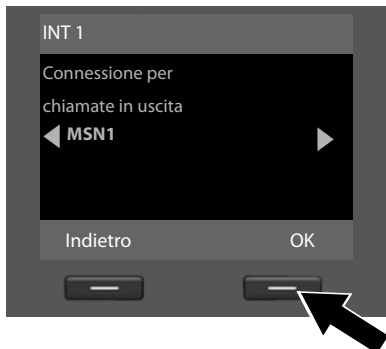 INT 1
Connessione per
chiamate in uscita
MSN1
Indietro OK